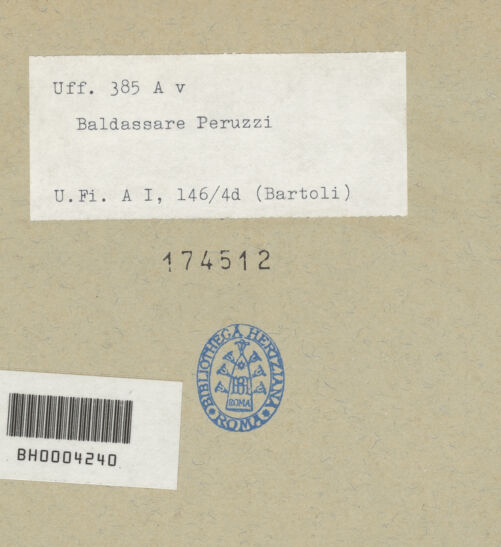 Uff. 385 A v
Baldassare Peruzzi
U.Fi. A I, 146/4d (Bartoli)
174512
BIBLIOTHECA HERTZIANA
ROMA
ROMA
BH0004240